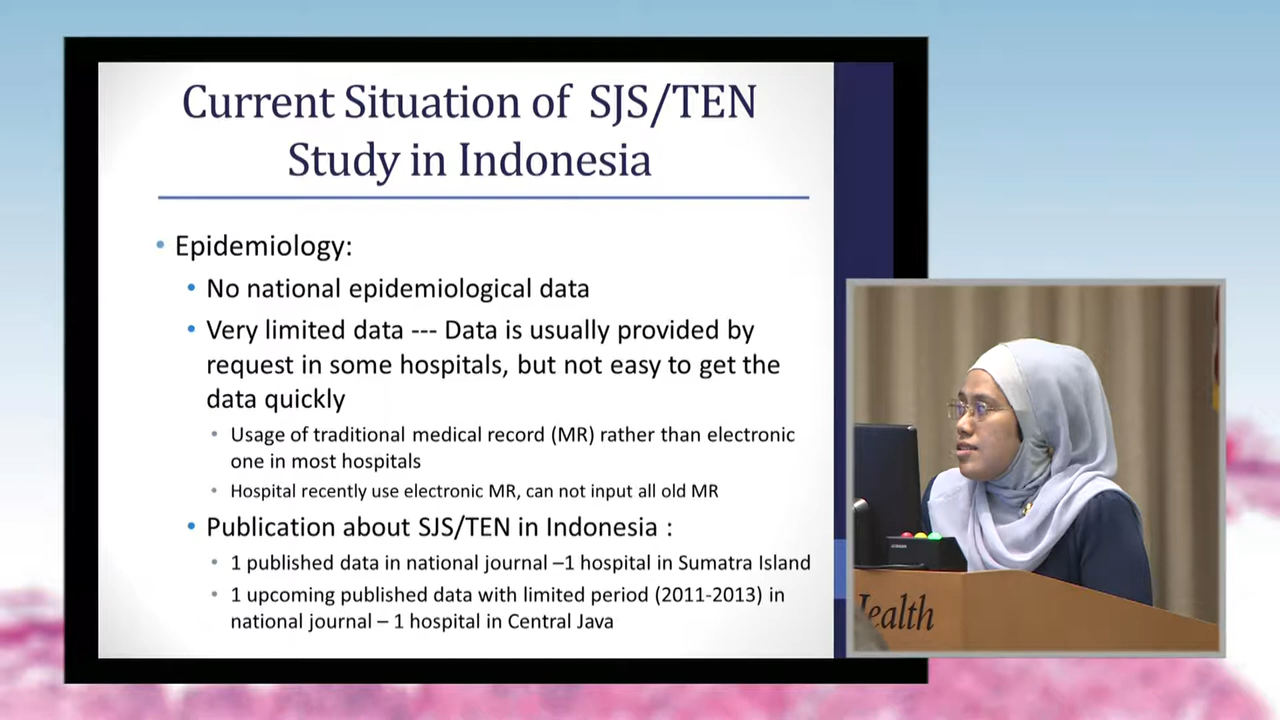 Current Situation of SJS/TEN
Study in Indonesia
• Epidemiology:
• No national epidemiological data
• Very limited data --- Data is usually provided by
request in some hospitals, but not easy to get the
data quickly
• Usage of traditional medical record (MR) rather than electronic
one in most hospitals
• Hospital recently use electronic MR, can not input all old MR
• Publication about SJS/TEN in Indonesia :
• 1 published data in national journal –1 hospital in Sumatra Island
• 1 upcoming published data with limited period (2011-2013) in
national journal – 1 hospital in Central Java
Health